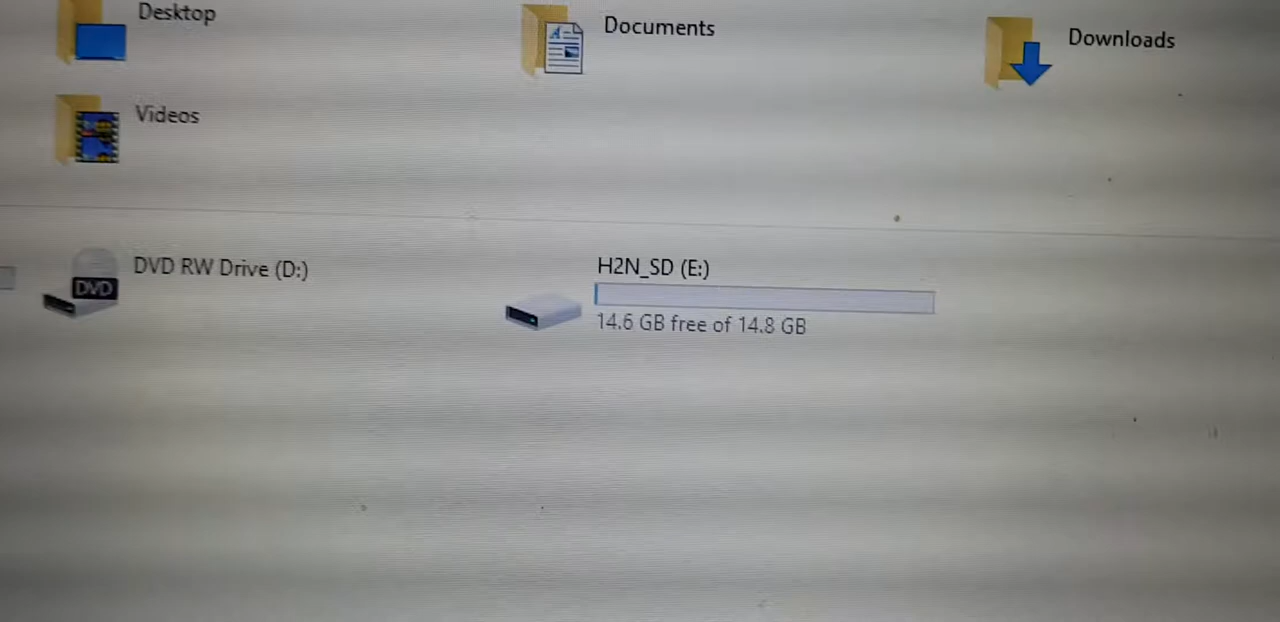 Desktop
Documents
Downloads
Videos
DVD RW Drive (D:)
DVD
H2N_SD (E:)
14.6 GB free of 14.8 GB